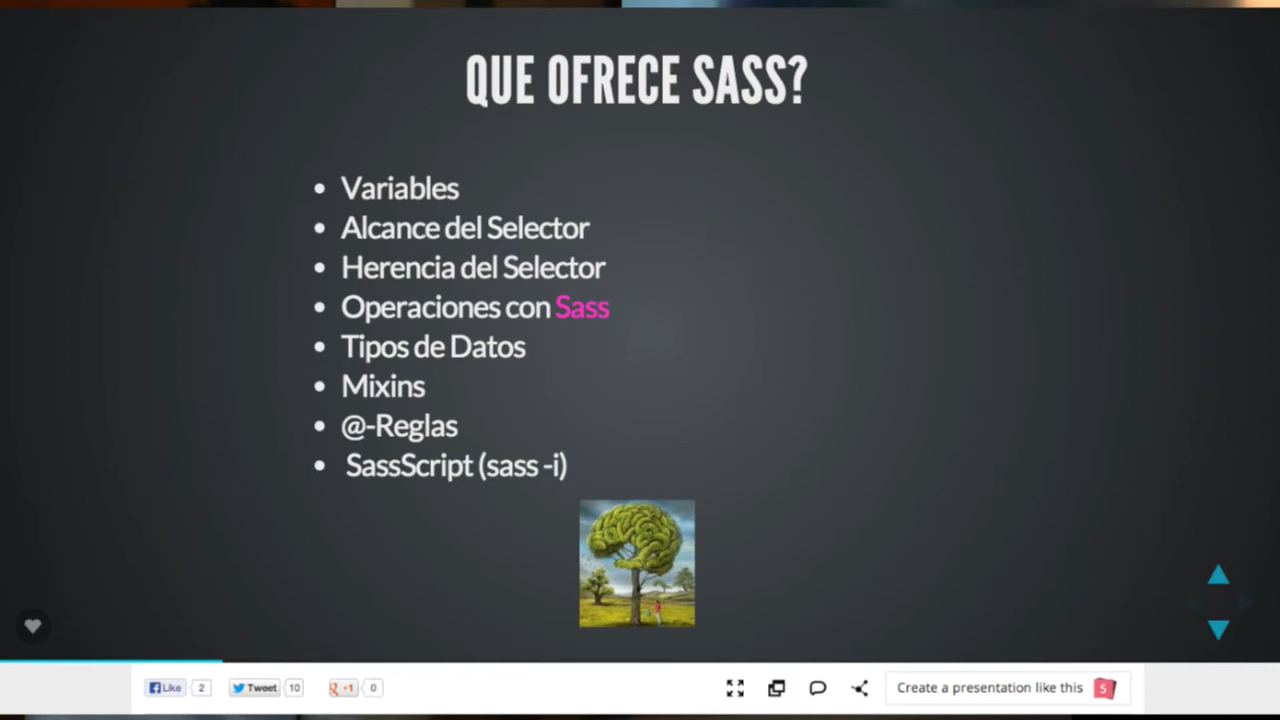 QUE OFRECE SASS?
Variables
Alcance del Selector
Herencia del Selector
Operaciones con Sass
Tipos de Datos
Mixins
@-Reglas
SassScript (sass -i)
Like 2 Tweet 10 +1 0 Create a presentation like this S